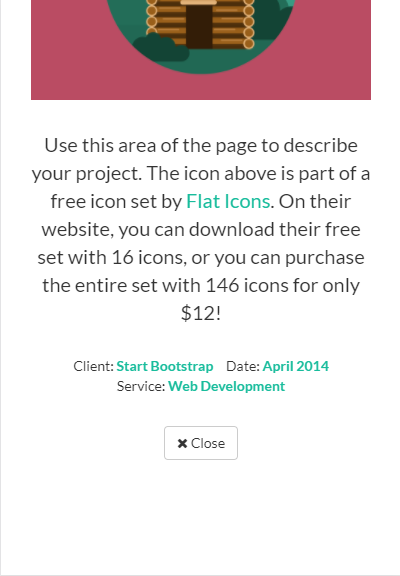 Use this area of the page to describe
your project. The icon above is part of a
free icon set by Flat Icons. On their
website, you can download their free
set with 16 icons, or you can purchase
the entire set with 146 icons for only
$12!
Client: Start Bootstrap Date: April 2014
Service: Web Development
✖ Close